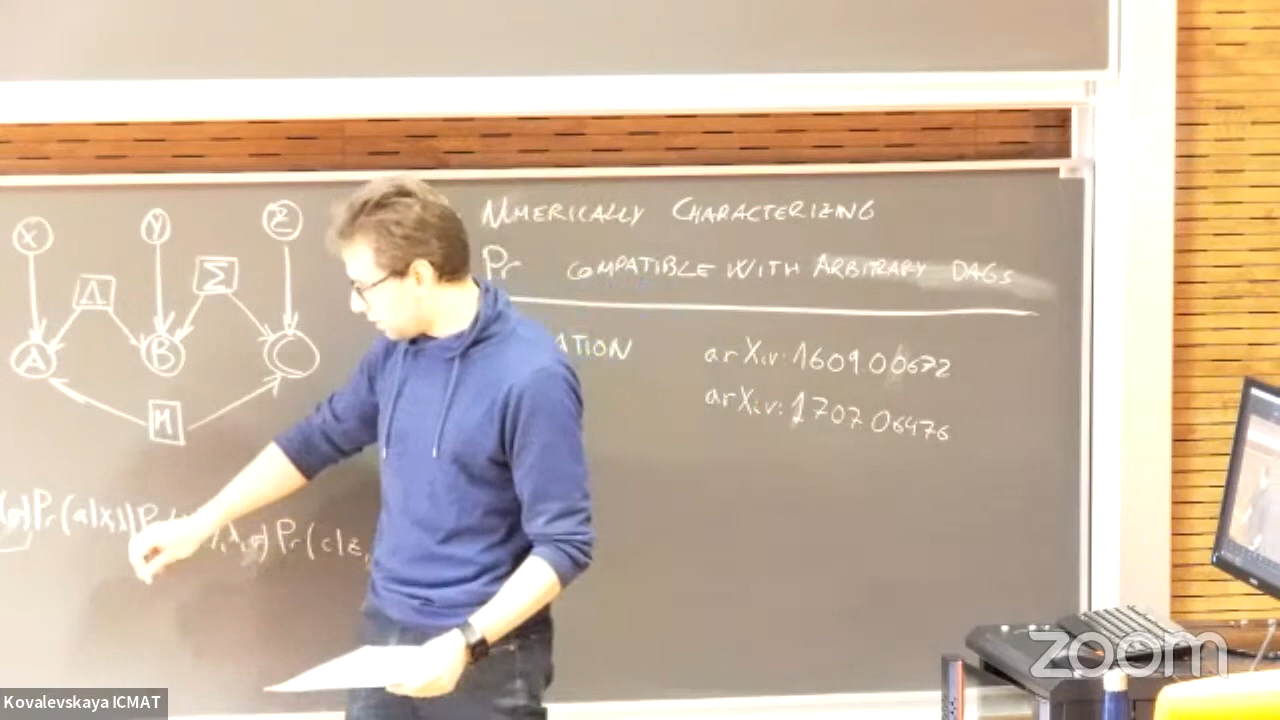 X
Y
Z
Λ
Σ
A
B
C
M
NUMERICALLY CHARACTERIZING
Pr COMPATIBLE WITH ARBITRARY DAGs
ATION
arXiv: 1609.00672
arXiv: 1707.06476
Pr(a|x,λ)
λ,σ) Pr(c|z,
zoom
Kovalevskaya ICMAT